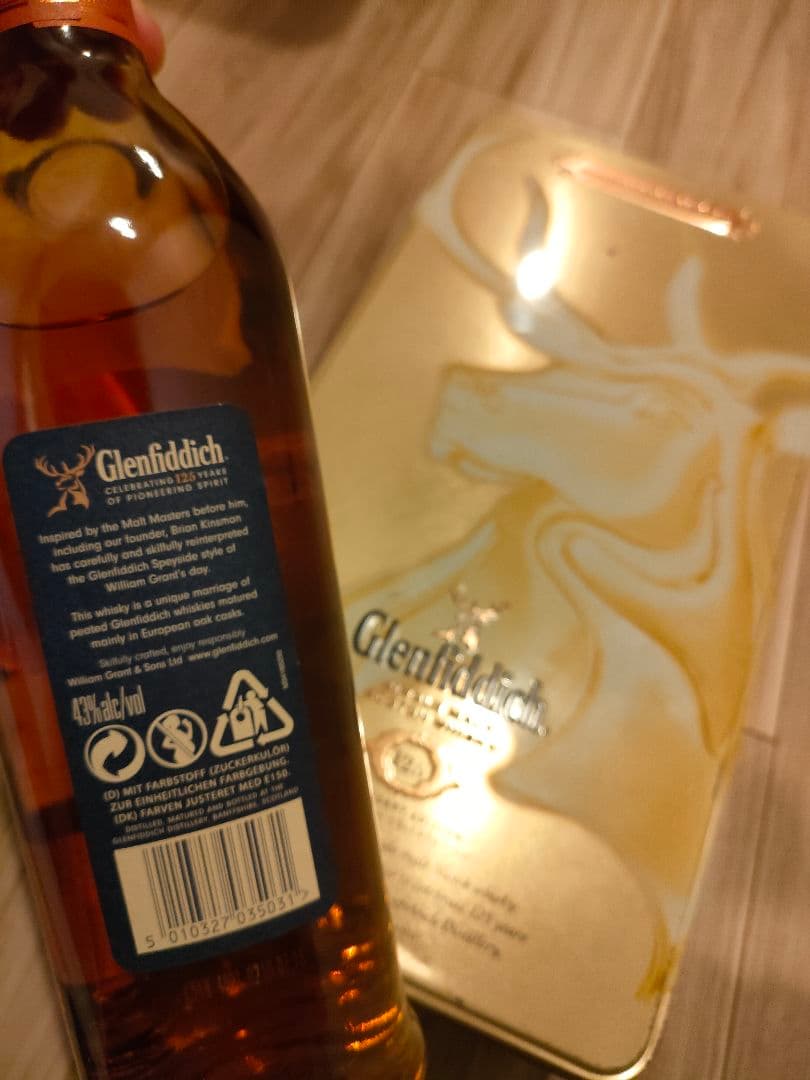 Glenfiddich
CELEBRATING 125 YEARS
OF PIONEERING SPIRIT
Inspired by the Malt Masters before him,
including our founder, Brian Kinsman
has carefully and skilfully reinterpreted
the Glenfiddich Speyside style of
William Grant's day.
This whisky is a unique marriage of
peated Glenfiddich whiskies matured
mainly in European oak casks.
Skilfully crafted, enjoy responsibly
William Grant & Sons Ltd www.glenfiddich.com
43%alc/vol
(D) MIT FARBSTOFF (ZUCKERKULÖR)
ZUR EINHEITLICHEN FARBGEBUNG.
(DK) FARVEN JUSTERET MED E150.
DISTILLED, MATURED AND BOTTLED AT THE
GLENFIDDICH DISTILLERY, BANFFSHIRE, SCOTLAND
5 010327 035031 >
Glenfiddich
125